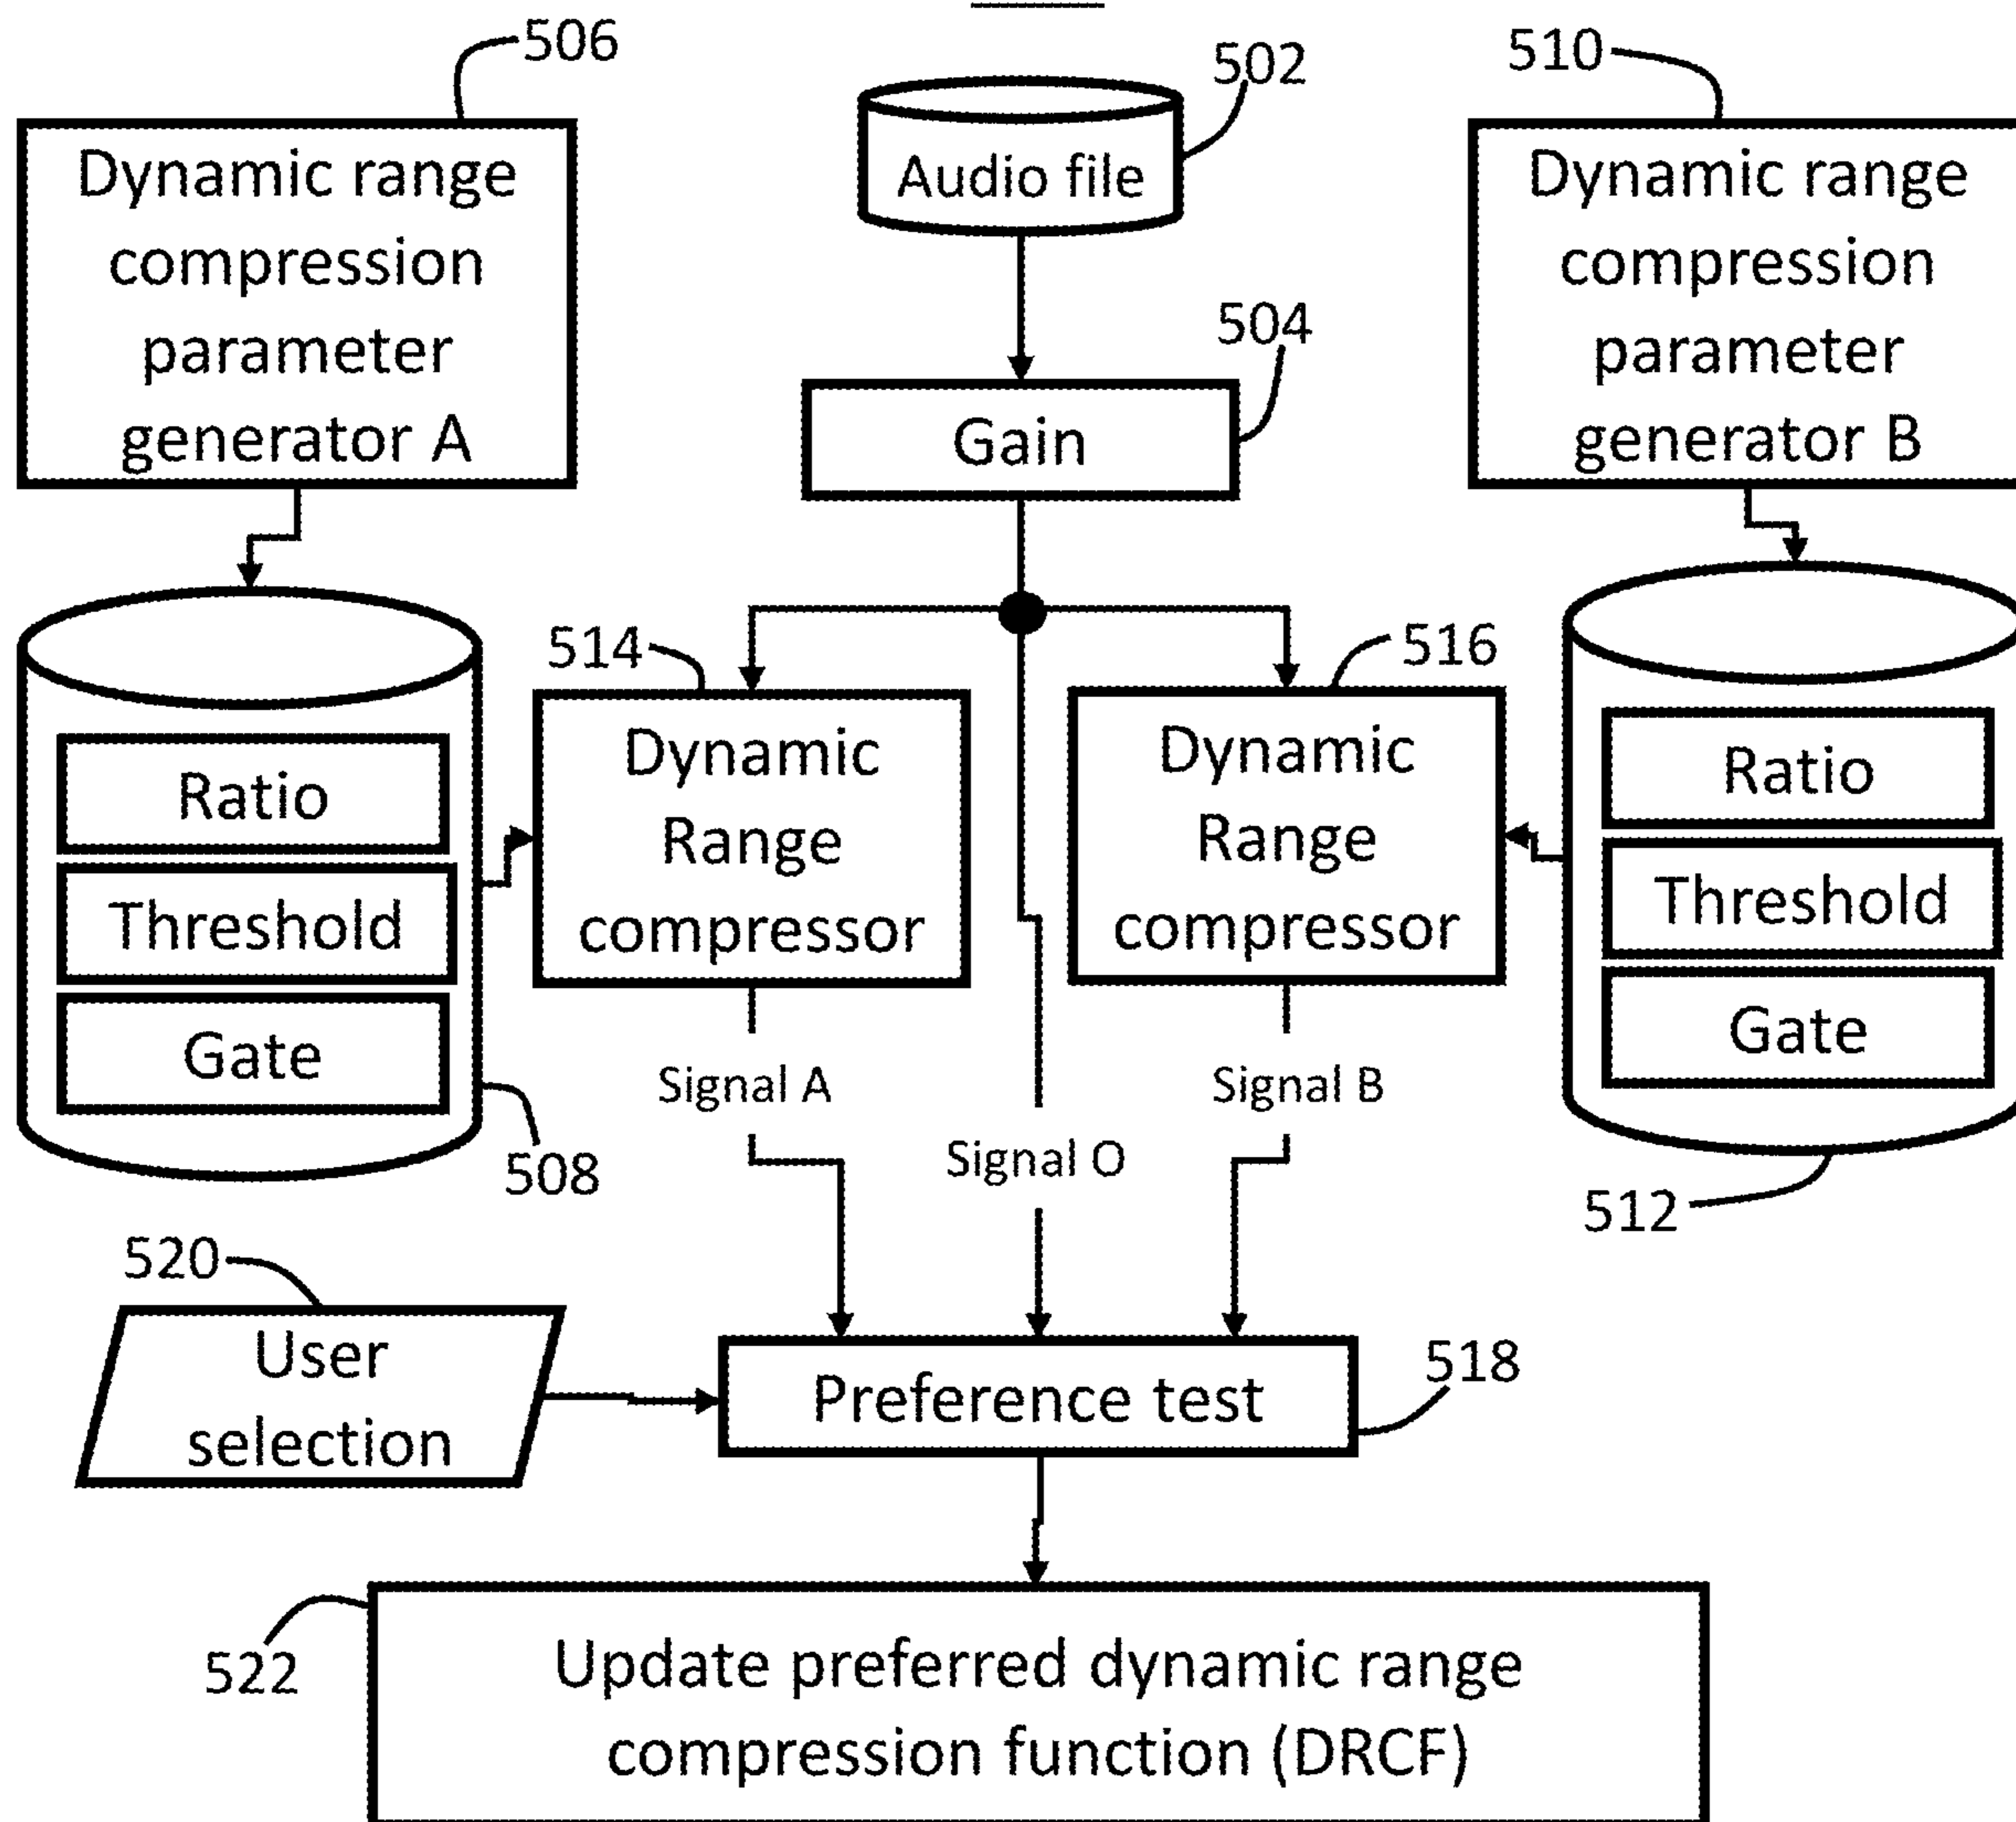 506
502
510
Dynamic range
compression
parameter
generator A
Audio file
Dynamic range
compression
parameter
generator B
504
Gain
514
516
Ratio
Threshold
Gate
Dynamic
Range
compressor
Dynamic
Range
compressor
Ratio
Threshold
Gate
Signal A
Signal O
Signal B
508
512
520
User
selection
Preference test
518
522
Update preferred dynamic range
compression function (DRCF)